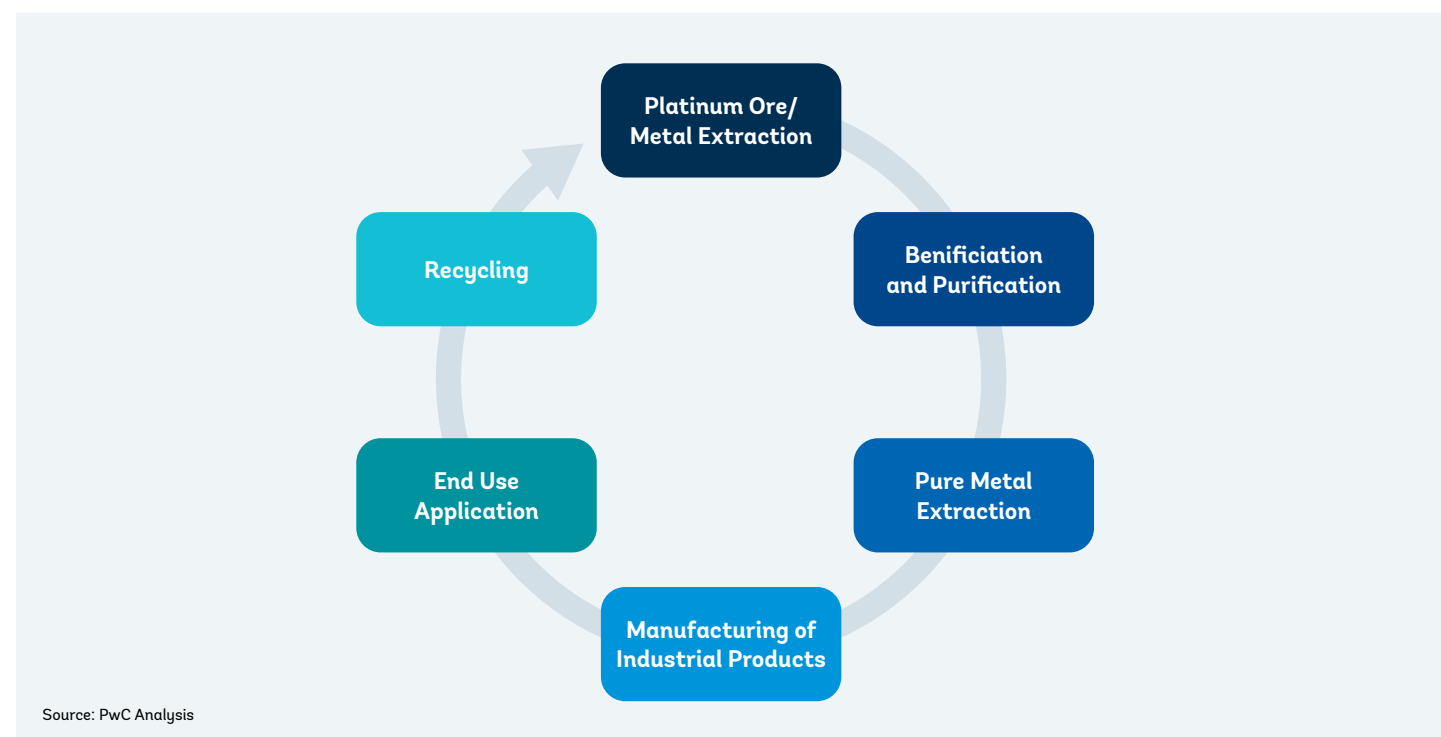 Platinum Ore/
Metal Extraction
Benificiation
and Purification
Pure Metal
Extraction
Manufacturing of
Industrial Products
End Use
Application
Recycling
Source: PwC Analysis